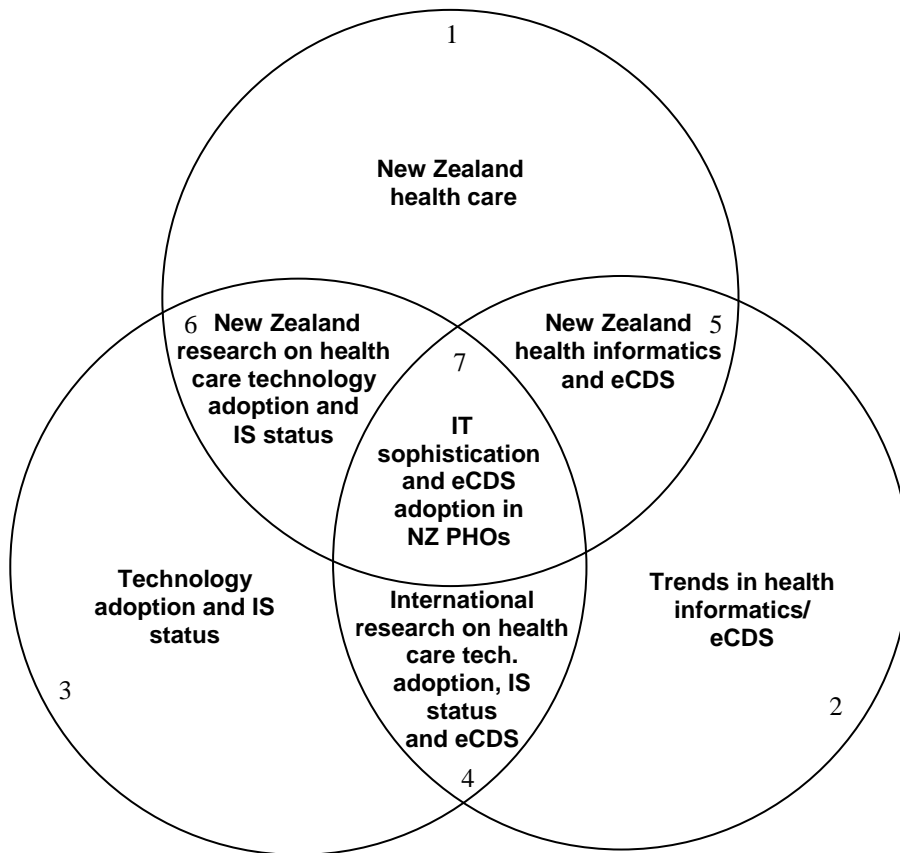 1
New Zealand
health care
6
New Zealand
research on health
care technology
adoption and
IS status
New Zealand
health informatics
and eCDS
5
7
IT
sophistication
and eCDS
adoption in
NZ PHOs
Technology
adoption and IS
status
3
International
research on health
care tech.
adoption, IS
status
and eCDS
4
Trends in health
informatics/
eCDS
2